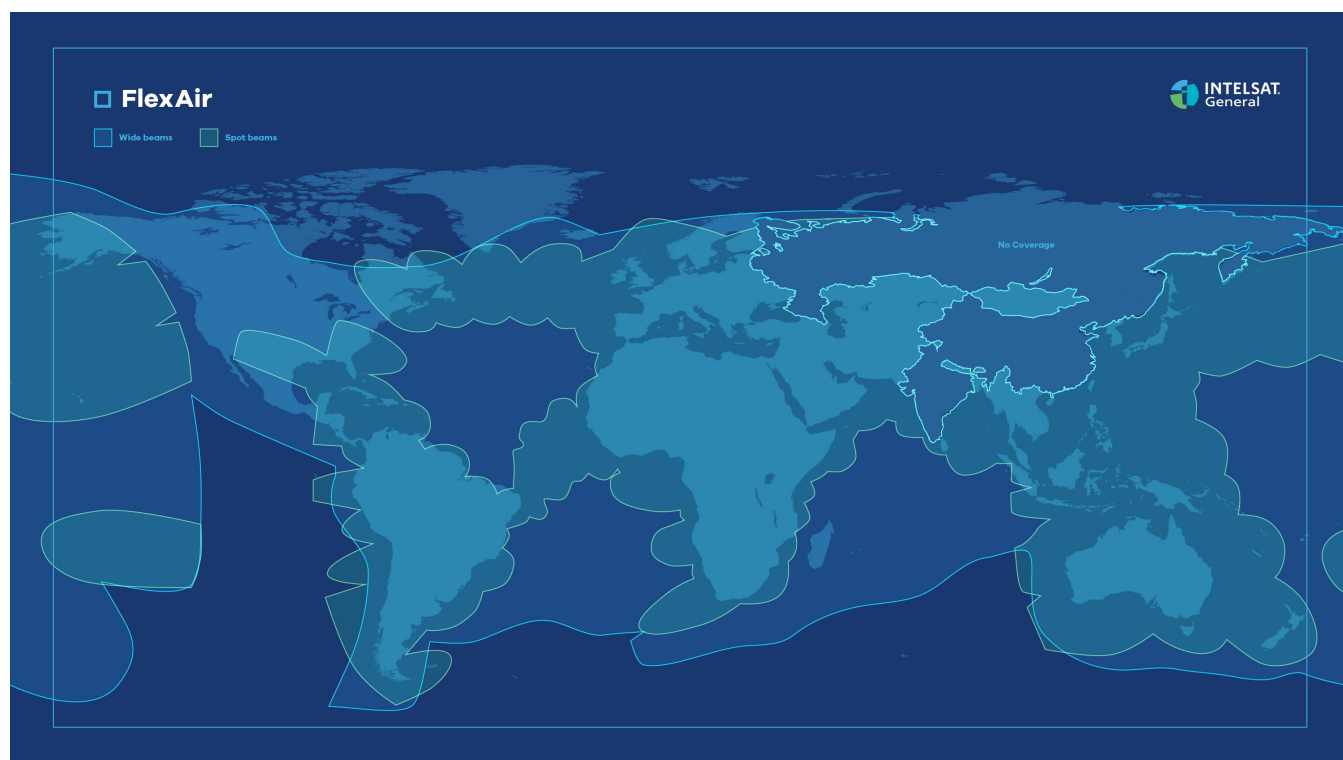 FlexAir
INTELSAT.
General
Wide beams
Spot beams
No Coverage